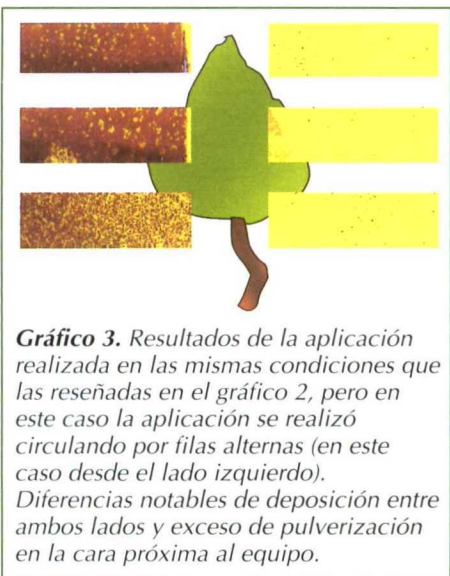 Gráfico 3. Resultados de la aplicación
realizada en las mismas condiciones que
las reseñadas en el gráfico 2, pero en
este caso la aplicación se realizó
circulando por filas alternas (en este
caso desde el lado izquierdo).
Diferencias notables de deposición entre
ambos lados y exceso de pulverización
en la cara próxima al equipo.